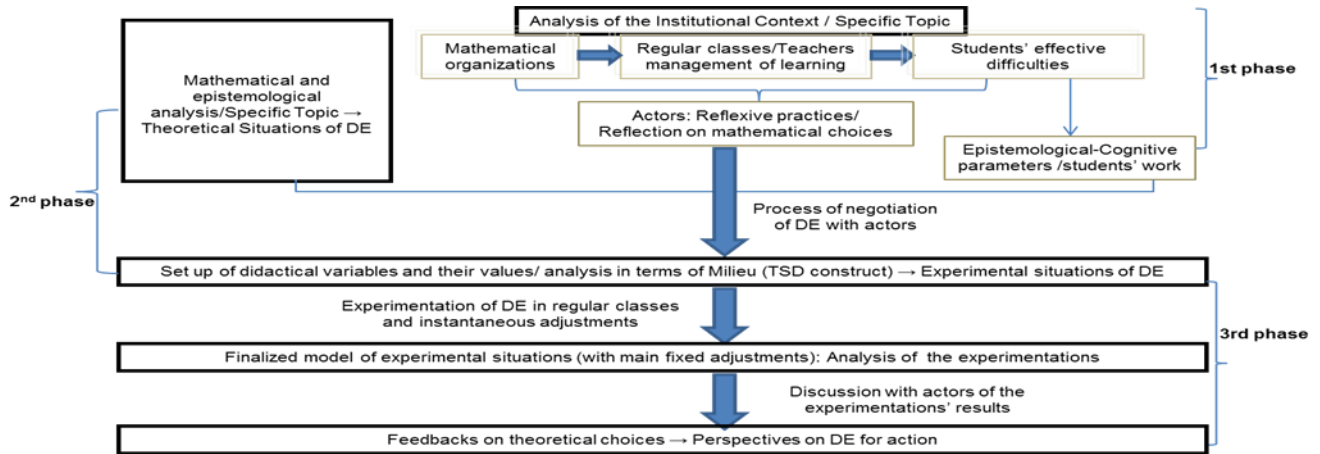 Analysis of the Institutional Context / Specific Topic
Mathematical
organizations
Regular classes/Teachers
management of learning
Students’ effective
difficulties
1st phase
Mathematical and
epistemological
analysis/Specific Topic →
Theoretical Situations of DE
Actors: Reflexive practices/
Reflection on mathematical choices
Epistemological-Cognitive
parameters /students’ work
2nd phase
Process of negotiation
of DE with actors
Set up of didactical variables and their values/ analysis in terms of Milieu (TSD construct) → Experimental situations of DE
Experimentation of DE in regular classes
and instantaneous adjustments
3rd phase
Finalized model of experimental situations (with main fixed adjustments): Analysis of the experimentations
Discussion with actors of the
experimentations’ results
Feedbacks on theoretical choices → Perspectives on DE for action